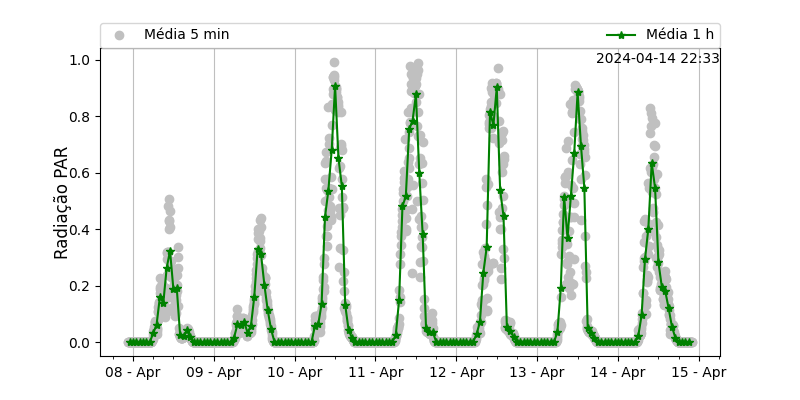 Média 5 min
Média 1 h
2024-04-14 22:33
Radiação PAR
1.0
0.8
0.6
0.4
0.2
0.0
08 - Apr
09 - Apr
10 - Apr
11 - Apr
12 - Apr
13 - Apr
14 - Apr
15 - Apr